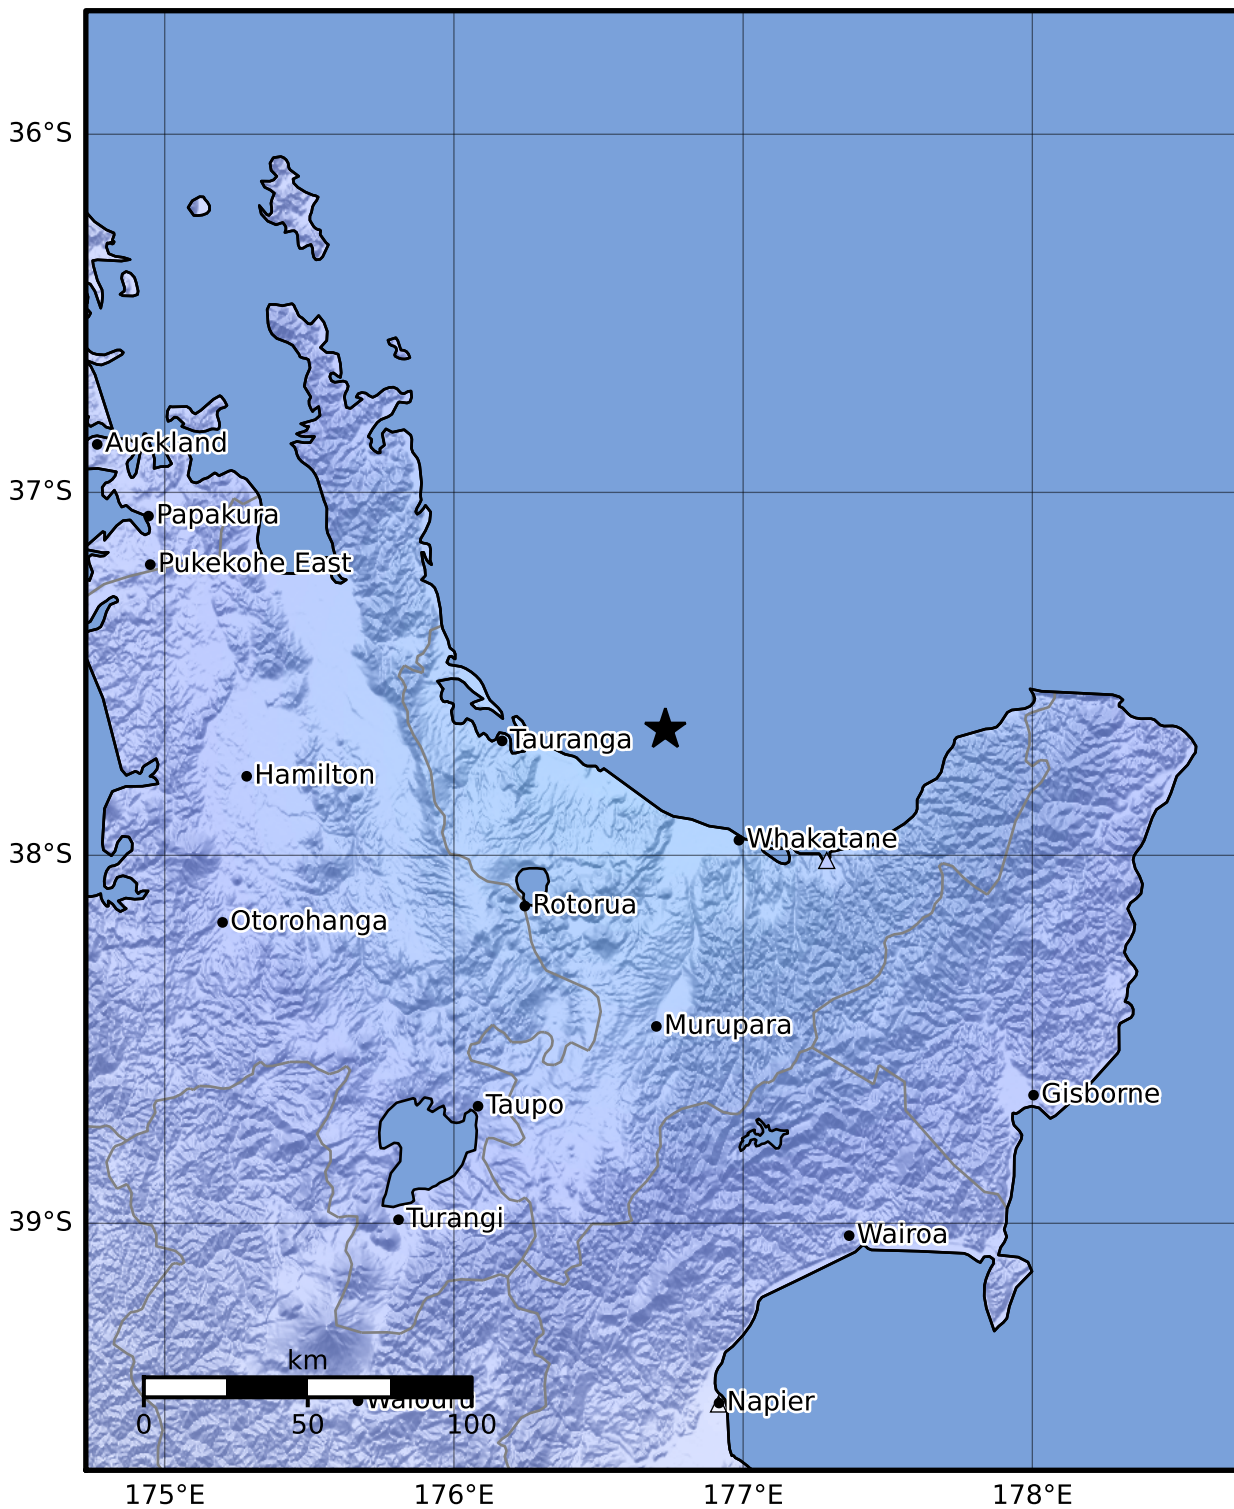 36°S
Auckland
37°S
Papakura
Pukekohe East
Tauranga
Hamilton
Whakatane
38°S
Rotorua
Otorohanga
Murupara
Gisborne
Taupo
39°S
Turangi
Wairoa
km
Waiouru
Napier
0 50 100
175°E 176°E 177°E 178°E